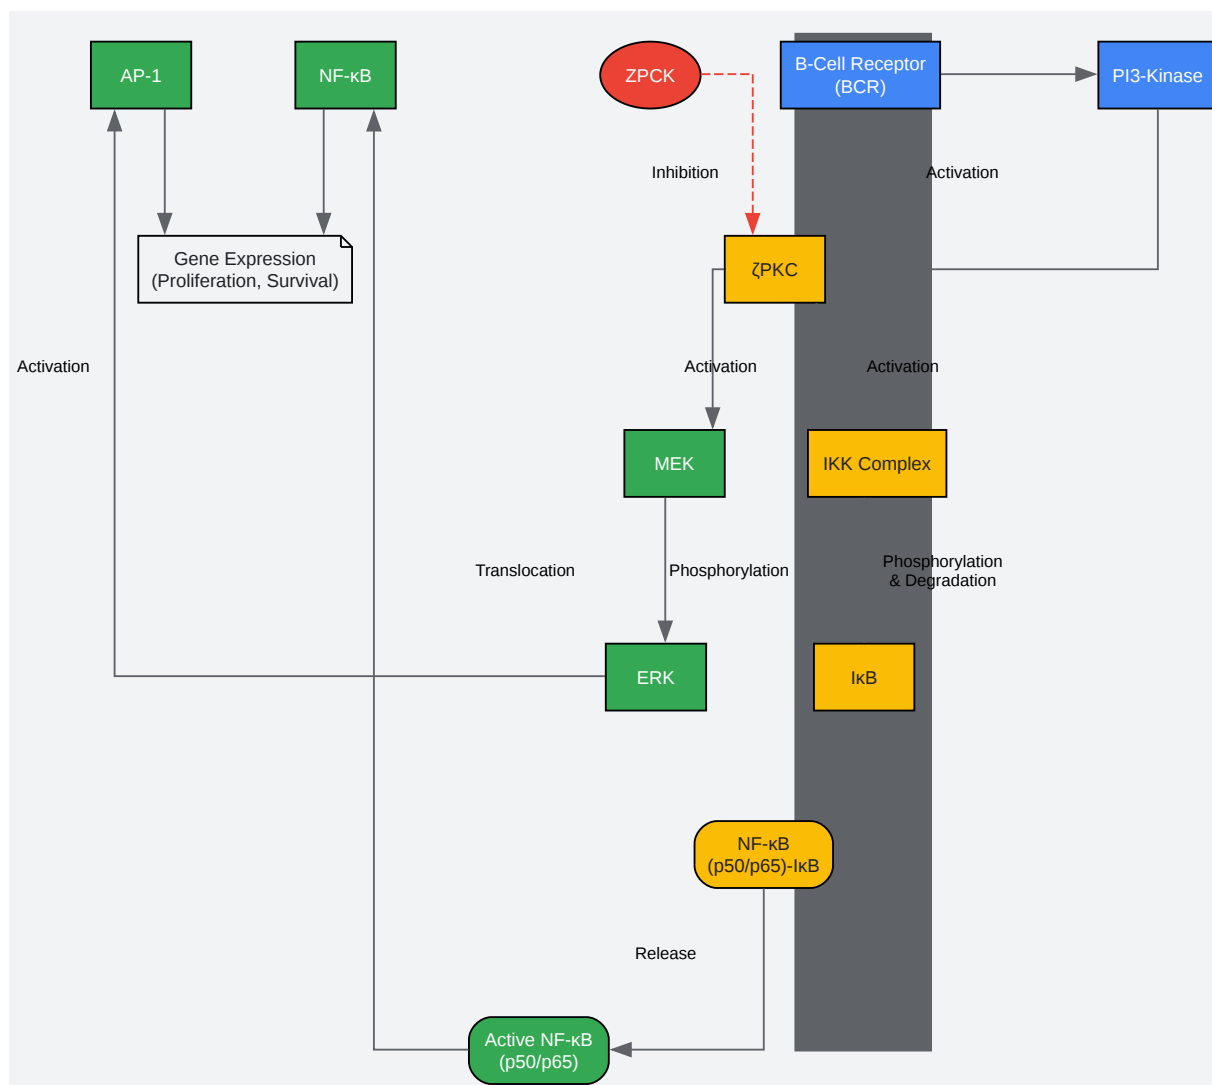 AP-1
NF-κB
ZPCK
B-Cell Receptor
(BCR)
PI3-Kinase
Inhibition
Activation
Gene Expression
(Proliferation, Survival)
ζPKC
Activation
Activation
Activation
MEK
IKK Complex
Translocation
Phosphorylation
Phosphorylation
& Degradation
ERK
IκB
NF-κB
(p50/p65)-IκB
Release
Active NF-κB
(p50/p65)